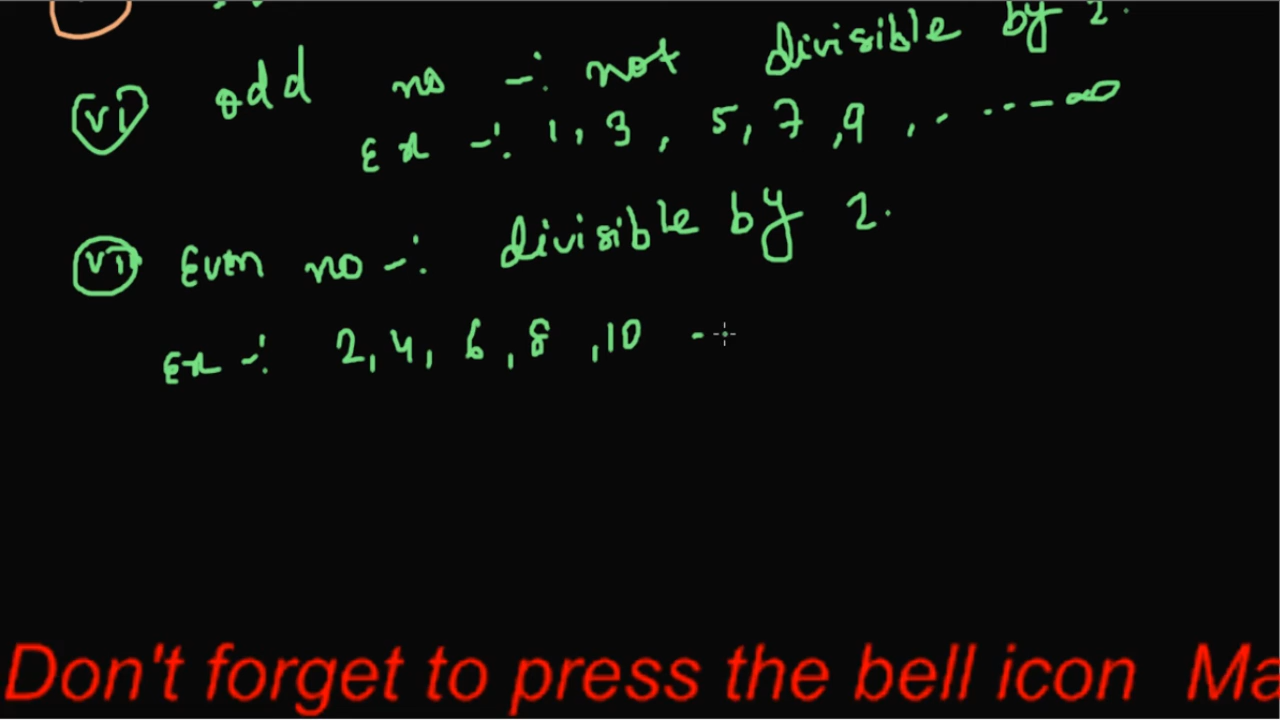 (vi) odd no -: not divisible by 2.
Ex -: 1, 3, 5, 7, 9, . - ... - ∞
(vii) Even no -: divisible by 2.
Ex -: 2, 4, 6, 8, 10 --
Don't forget to press the bell icon Ma